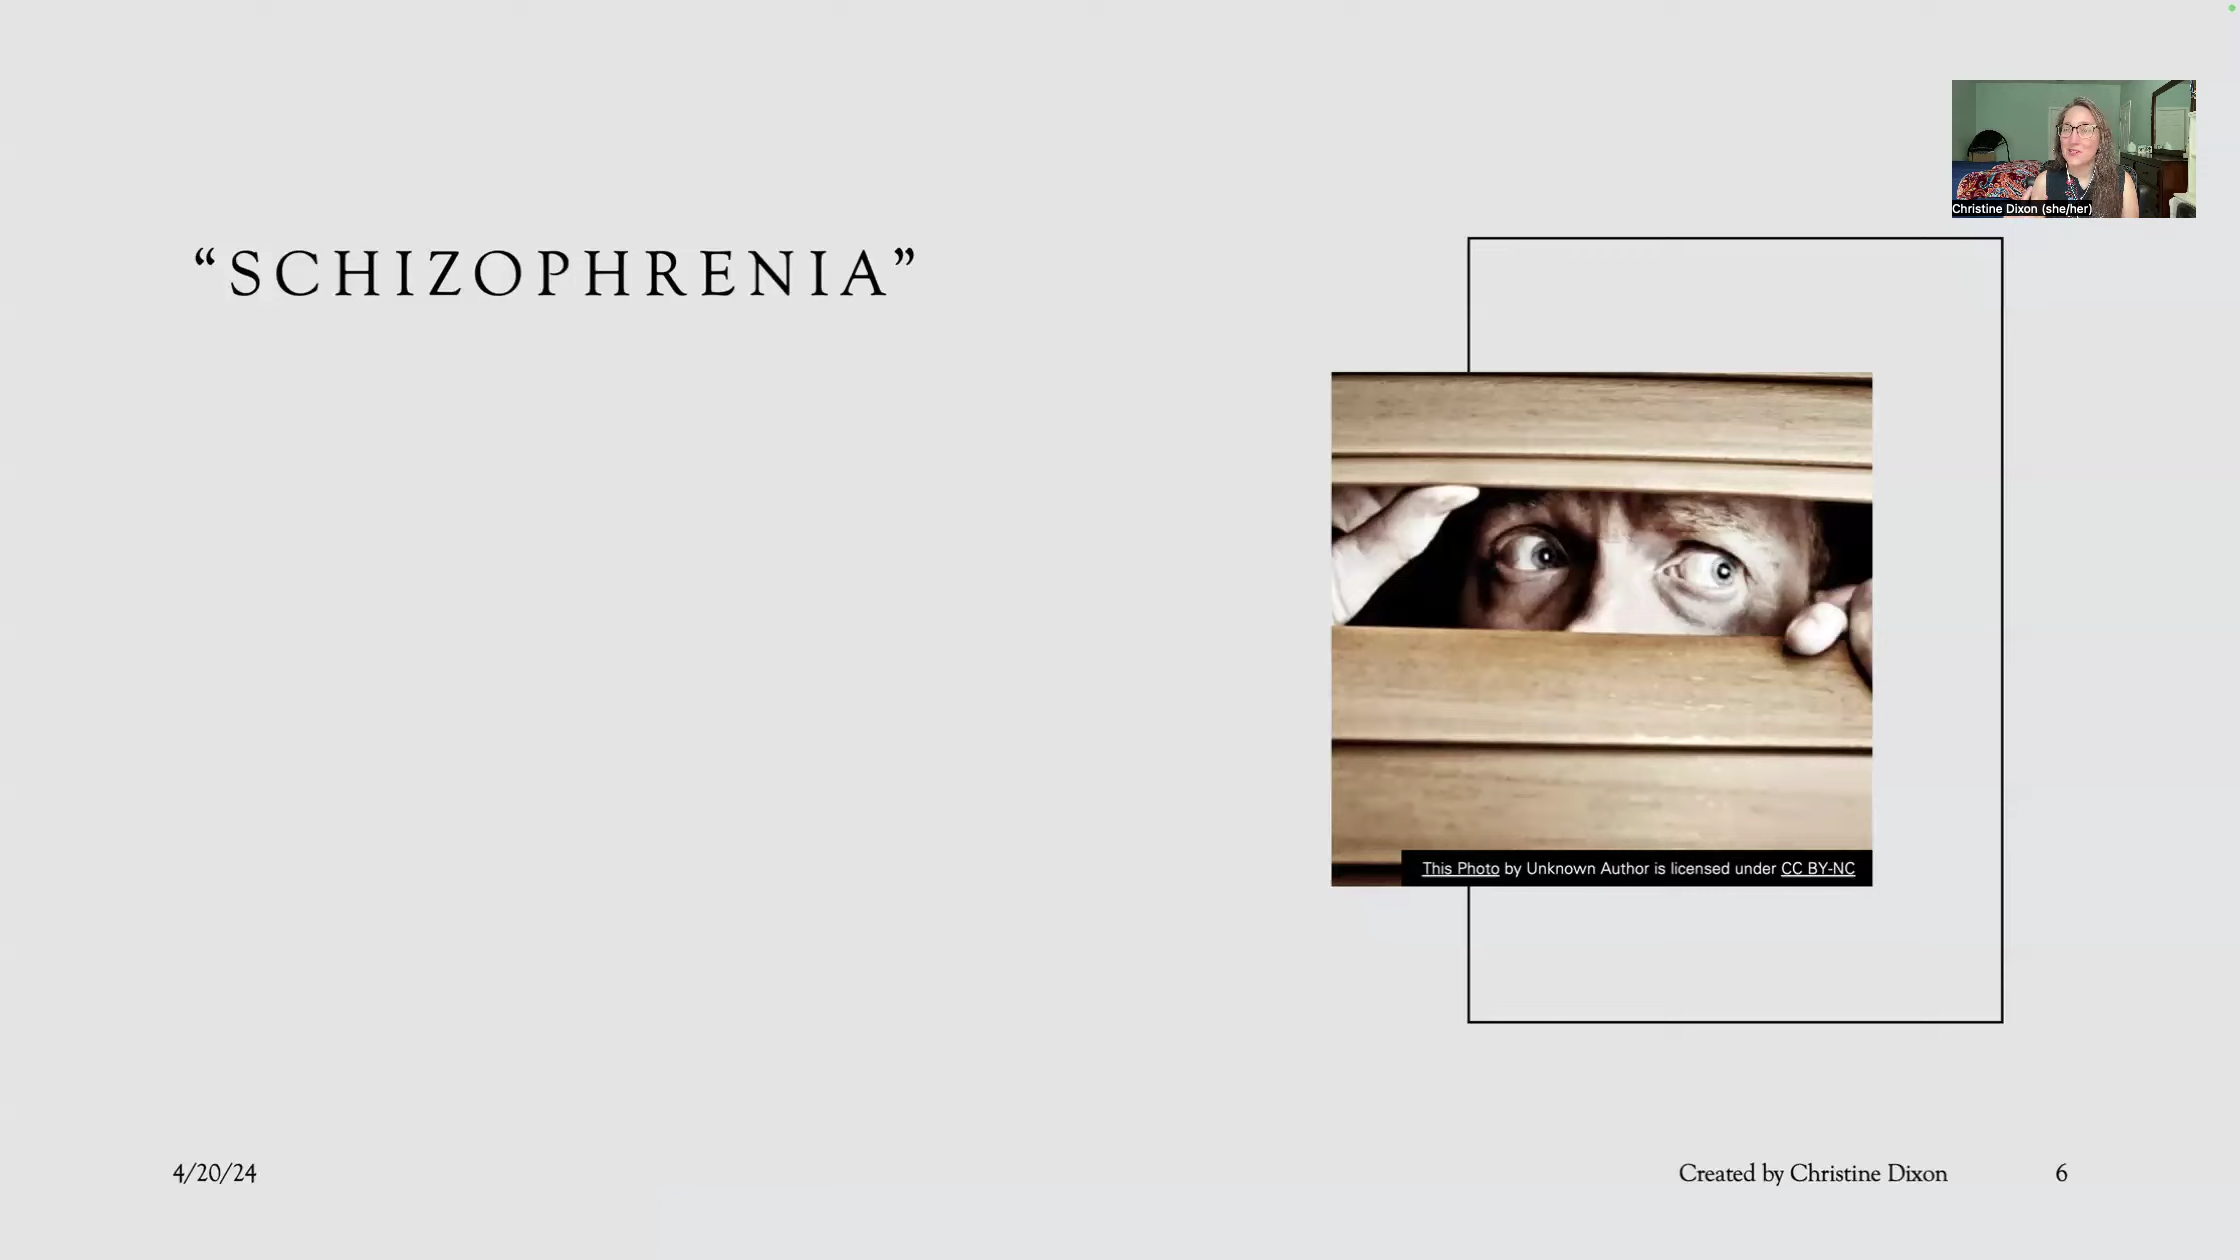 Christine Dixon (she/her)
“SCHIZOPHRENIA”
This Photo by Unknown Author is licensed under CC BY-NC
4/20/24
Created by Christine Dixon
6